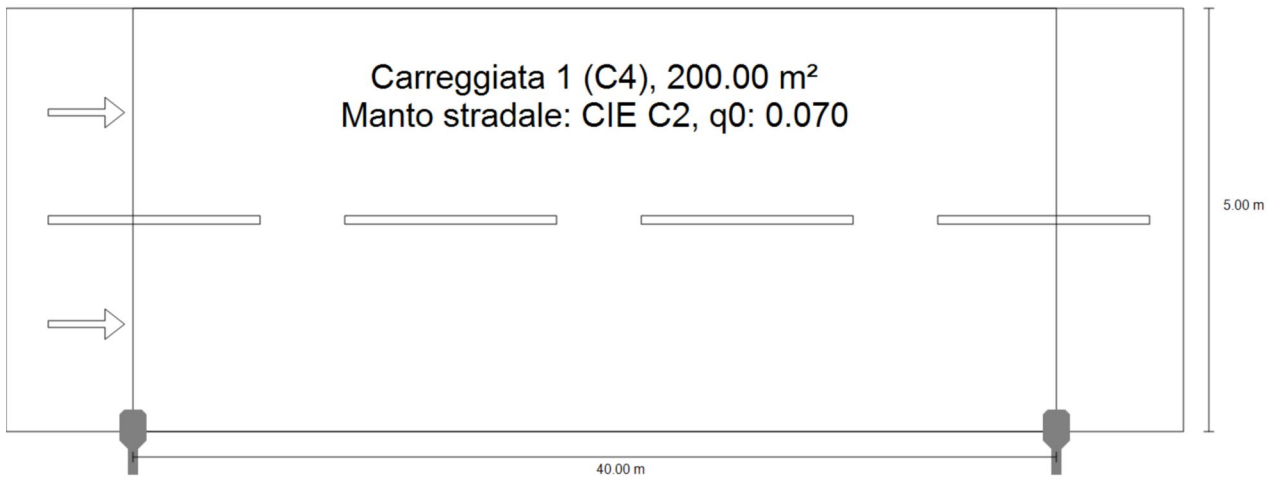 Carreggiata 1 (C4), 200.00 m²
Manto stradale: CIE C2, q0: 0.070
5.00 m
40.00 m